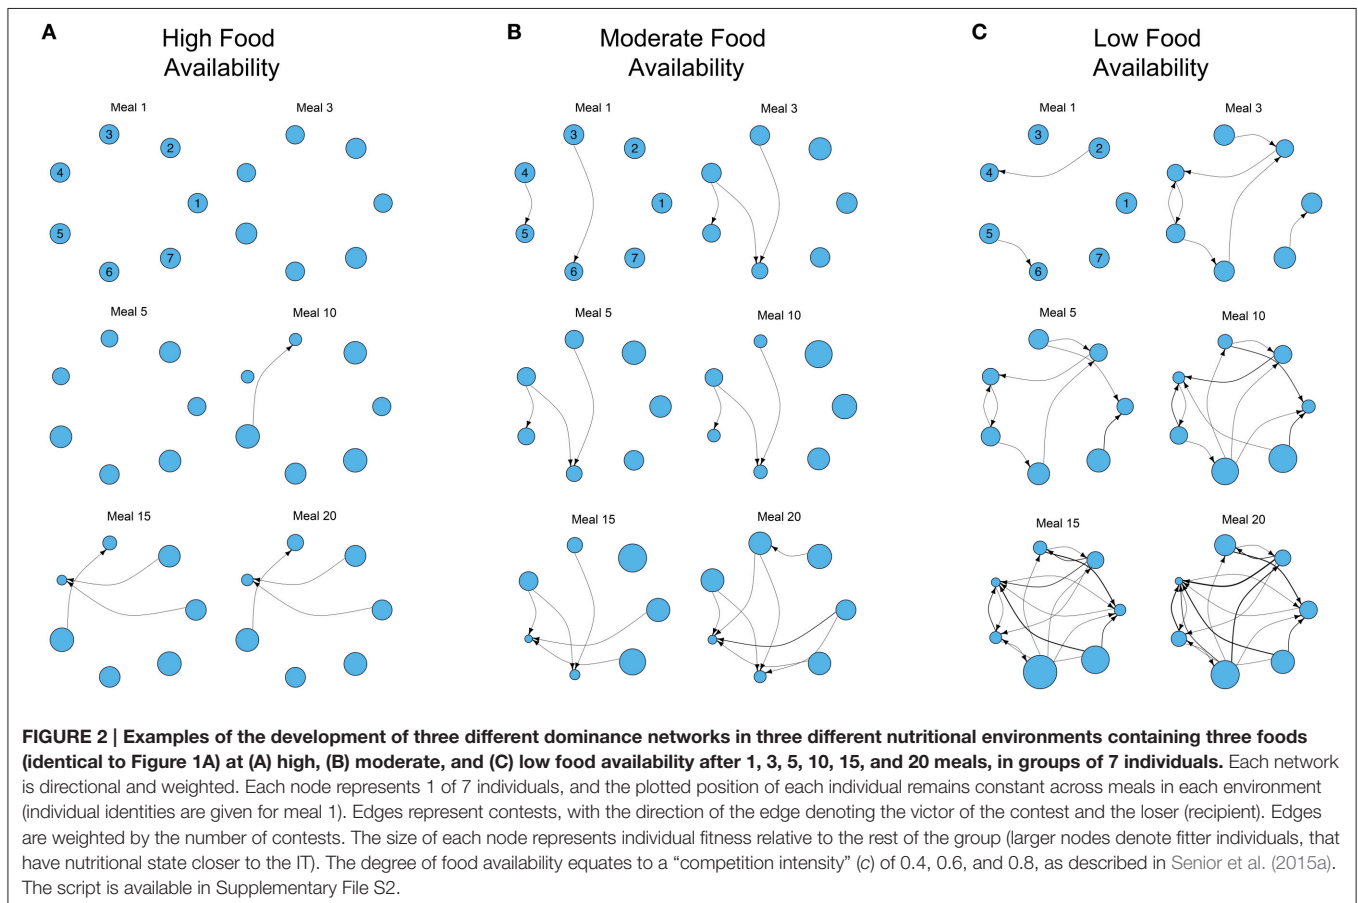 A
High Food
Availability
Meal 1
Meal 3
3
2
4
1
5
7
6
Meal 5
Meal 10
Meal 15
Meal 20
B
Moderate Food
Availability
Meal 1
Meal 3
3
2
4
1
5
7
6
Meal 5
Meal 10
Meal 15
Meal 20
C
Low Food
Availability
Meal 1
Meal 3
3
2
4
1
5
7
6
Meal 5
Meal 10
Meal 15
Meal 20
FIGURE 2 | Examples of the development of three different dominance networks in three different nutritional environments containing three foods
(identical to Figure 1A) at (A) high, (B) moderate, and (C) low food availability after 1, 3, 5, 10, 15, and 20 meals, in groups of 7 individuals. Each network
is directional and weighted. Each node represents 1 of 7 individuals, and the plotted position of each individual remains constant across meals in each environment
(individual identities are given for meal 1). Edges represent contests, with the direction of the edge denoting the victor of the contest and the loser (recipient). Edges
are weighted by the number of contests. The size of each node represents individual fitness relative to the rest of the group (larger nodes denote fitter individuals, that
have nutritional state closer to the IT). The degree of food availability equates to a “competition intensity” (c) of 0.4, 0.6, and 0.8, as described in Senior et al. (2015a).
The script is available in Supplementary File S2.